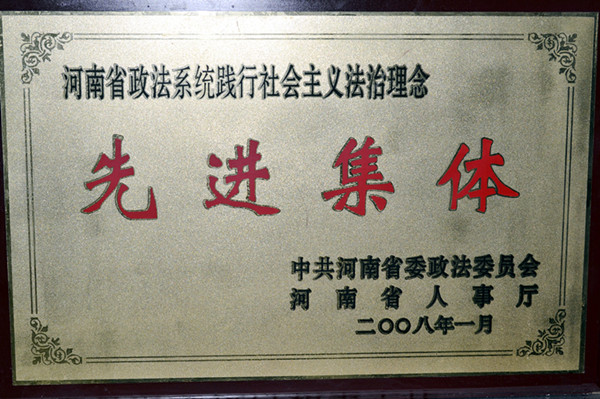 河南省政法系统践行社会主义法治理念
先进集体
中共河南省委政法委员会
河南省人事厅
二〇〇八年一月